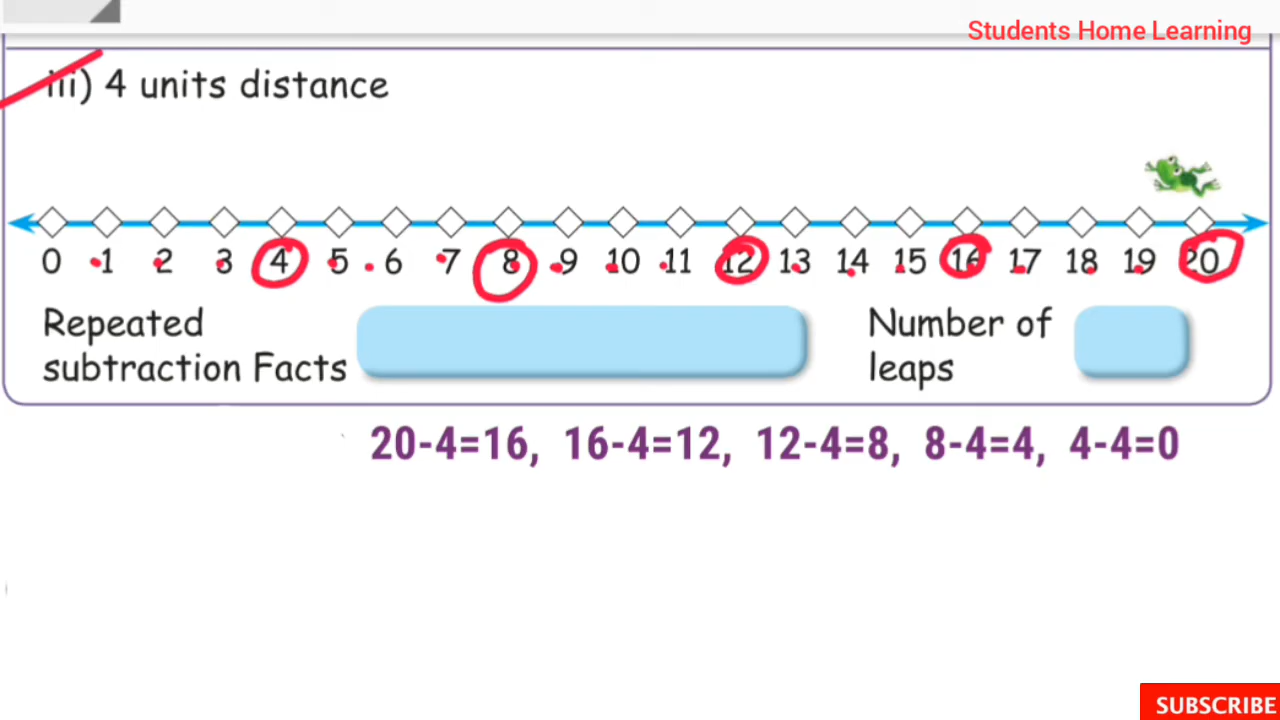 Students Home Learning
iii) 4 units distance
0 1 2 3 4 5 6 7 8 9 10 11 12 13 14 15 16 17 18 19 20
Repeated
subtraction Facts
Number of
leaps
20-4=16, 16-4=12, 12-4=8, 8-4=4, 4-4=0
SUBSCRIBE